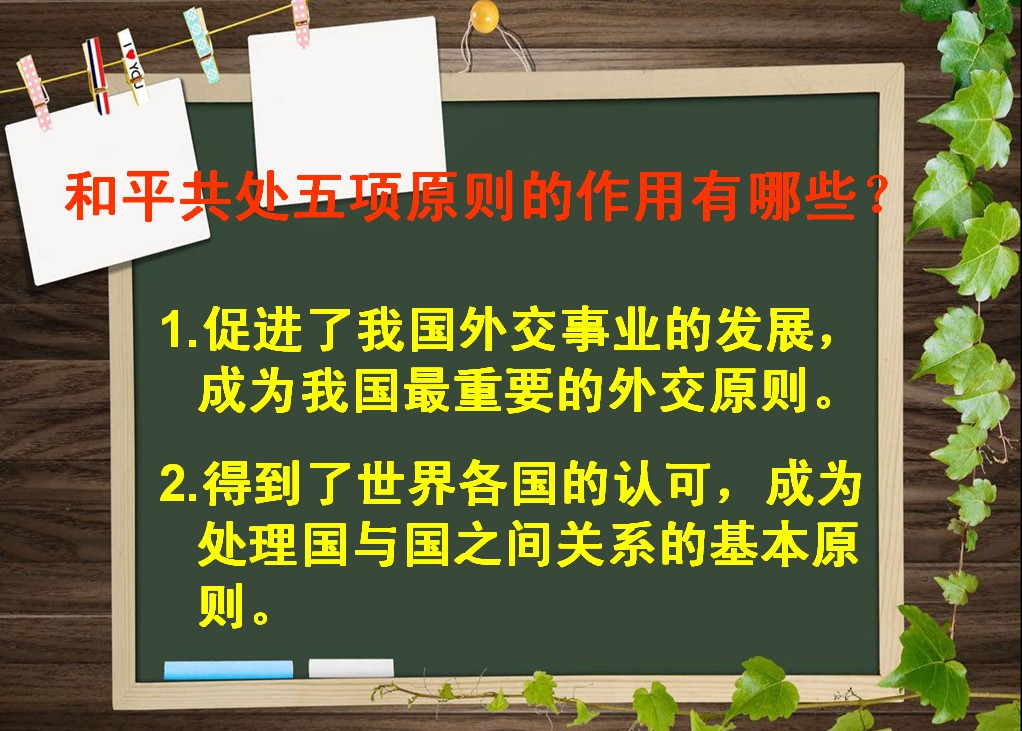 I ♥ YOU
和平共处五项原则的作用有哪些？
1.促进了我国外交事业的发展，
成为我国最重要的外交原则。
2.得到了世界各国的认可，成为
处理国与国之间关系的基本原
则。